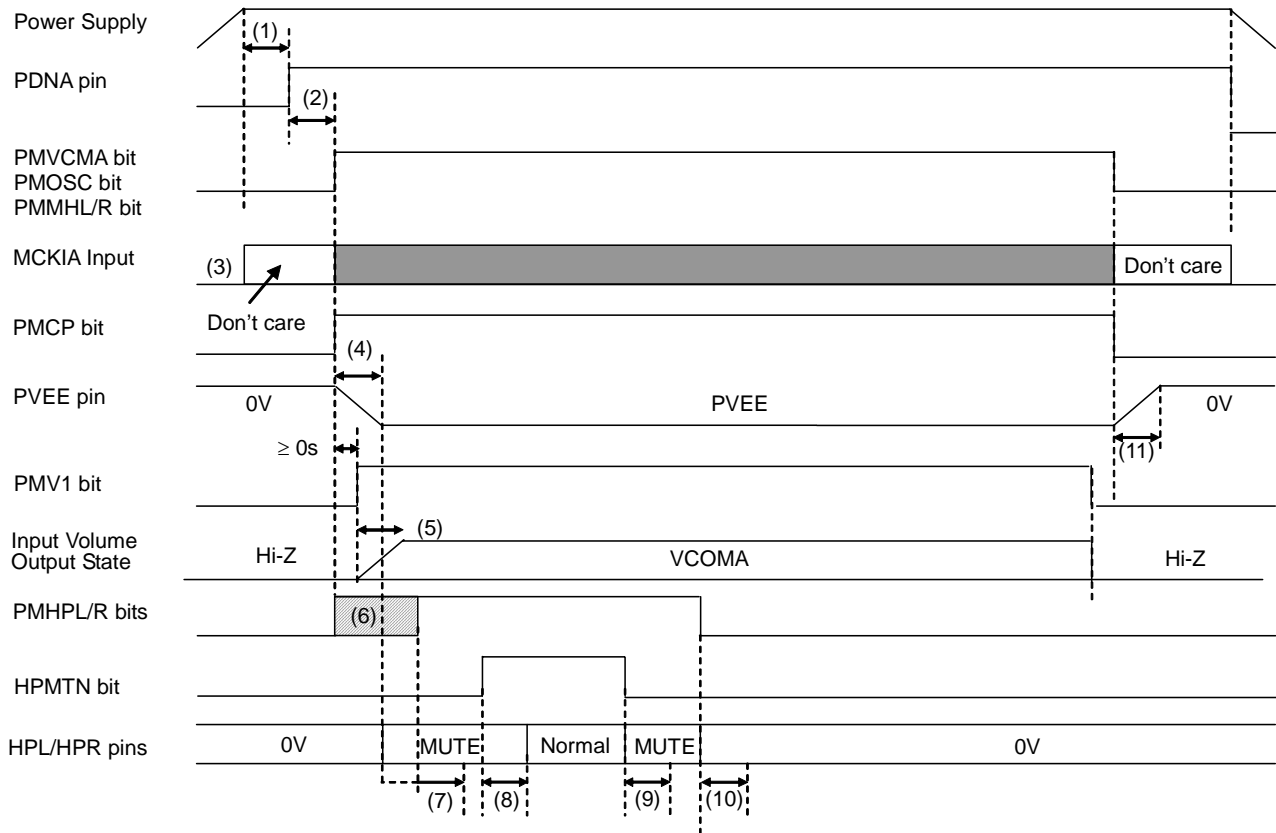 Power Supply
(1)
PDNA pin
(2)
PMVCMA bit
PMOSC bit
PMMHL/R bit
MCKIA Input
(3)
Don't care
Don't care
PMCP bit
(4)
PVEE pin
0V
PVEE
0V
≥ 0s
(11)
PMV1 bit
(5)
Input Volume
Output State
Hi-Z
VCOMA
Hi-Z
PMHPL/R bits
(6)
HPMTN bit
HPL/HPR pins
0V
MUTE
Normal
MUTE
0V
(7)
(8)
(9)
(10)